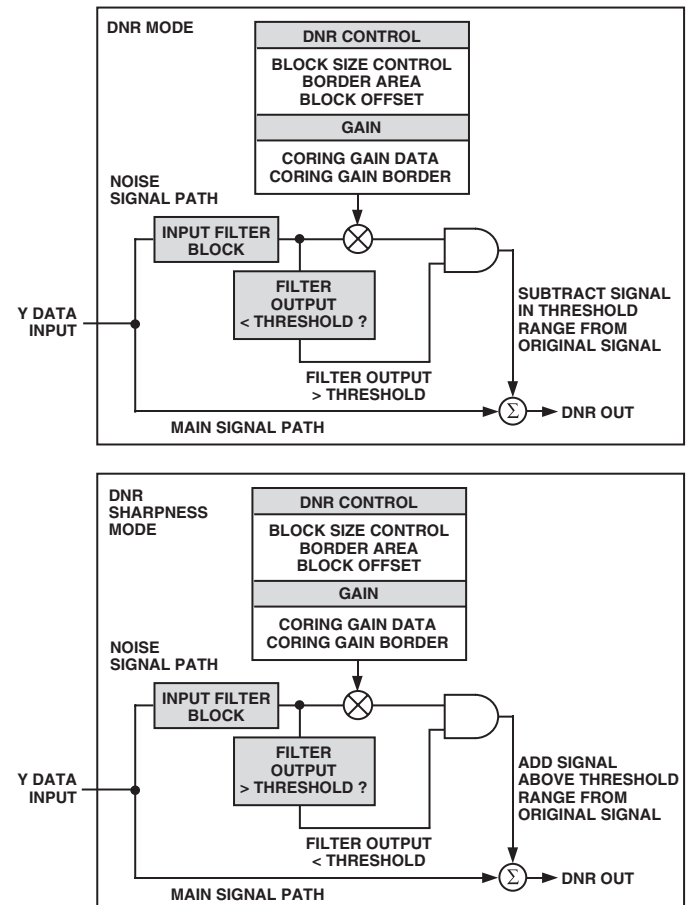 DNR MODE
DNR CONTROL
BLOCK SIZE CONTROL
BORDER AREA
BLOCK OFFSET
GAIN
CORING GAIN DATA
CORING GAIN BORDER
NOISE
SIGNAL PATH
INPUT FILTER
BLOCK
FILTER
OUTPUT
< THRESHOLD ?
Y DATA
INPUT
SUBTRACT SIGNAL
IN THRESHOLD
RANGE FROM
ORIGINAL SIGNAL
FILTER OUTPUT
> THRESHOLD
Σ
DNR OUT
MAIN SIGNAL PATH
DNR
SHARPNESS
MODE
DNR CONTROL
BLOCK SIZE CONTROL
BORDER AREA
BLOCK OFFSET
GAIN
CORING GAIN DATA
CORING GAIN BORDER
NOISE
SIGNAL PATH
INPUT FILTER
BLOCK
FILTER
OUTPUT
> THRESHOLD ?
Y DATA
INPUT
ADD SIGNAL
ABOVE THRESHOLD
RANGE FROM
ORIGINAL SIGNAL
FILTER OUTPUT
< THRESHOLD
Σ
DNR OUT
MAIN SIGNAL PATH